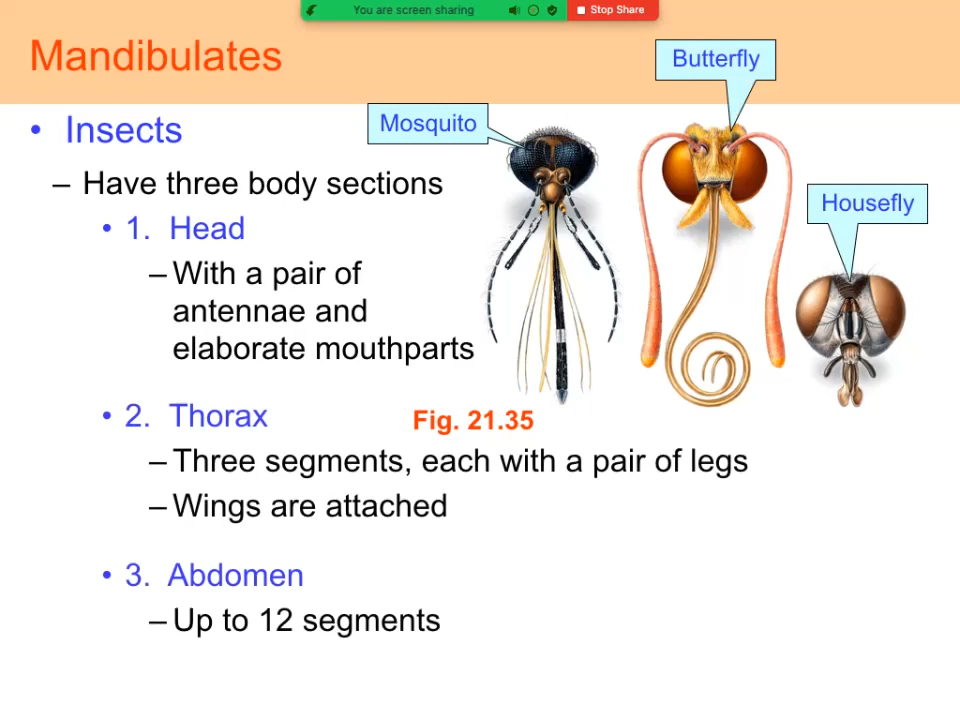 You are screen sharing
Stop Share
Mandibulates
Butterfly
Mosquito
• Insects
Housefly
– Have three body sections
• 1. Head
– With a pair of
antennae and
elaborate mouthparts
• 2. Thorax
Fig. 21.35
– Three segments, each with a pair of legs
– Wings are attached
• 3. Abdomen
– Up to 12 segments